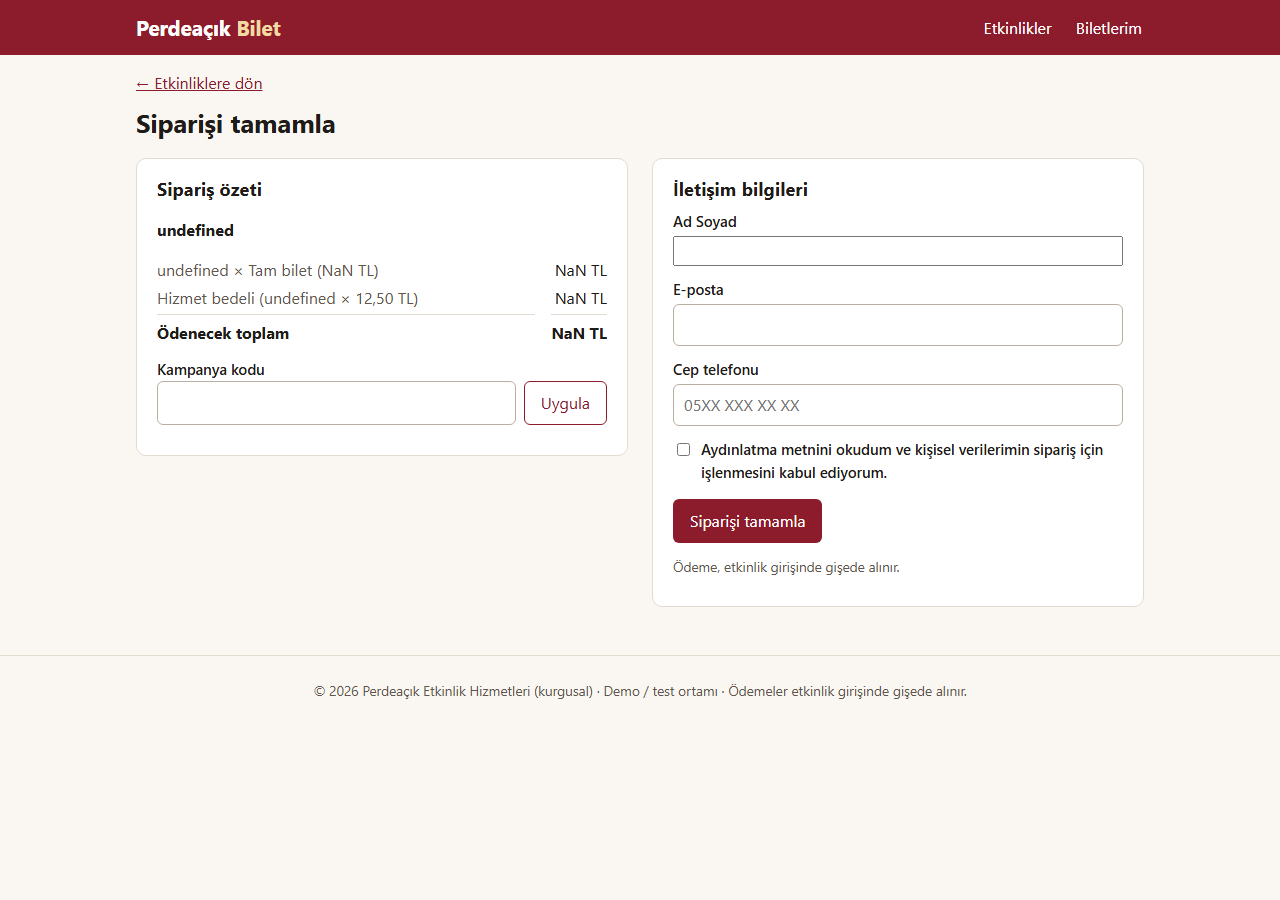 Perdeaçık Bilet
Etkinlikler
Biletlerim
← Etkinliklere dön
Siparişi tamamla
Sipariş özeti
undefined
undefined × Tam bilet (NaN TL) NaN TL
Hizmet bedeli (undefined × 12,50 TL) NaN TL
Ödenecek toplam NaN TL
Kampanya kodu
Uygula
İletişim bilgileri
Ad Soyad
E-posta
Cep telefonu
05XX XXX XX XX
Aydınlatma metnini okudum ve kişisel verilerimin sipariş için
işlenmesini kabul ediyorum.
Siparişi tamamla
Ödeme, etkinlik girişinde gişede alınır.
© 2026 Perdeaçık Etkinlik Hizmetleri (kurgusal) · Demo / test ortamı · Ödemeler etkinlik girişinde gişede alınır.